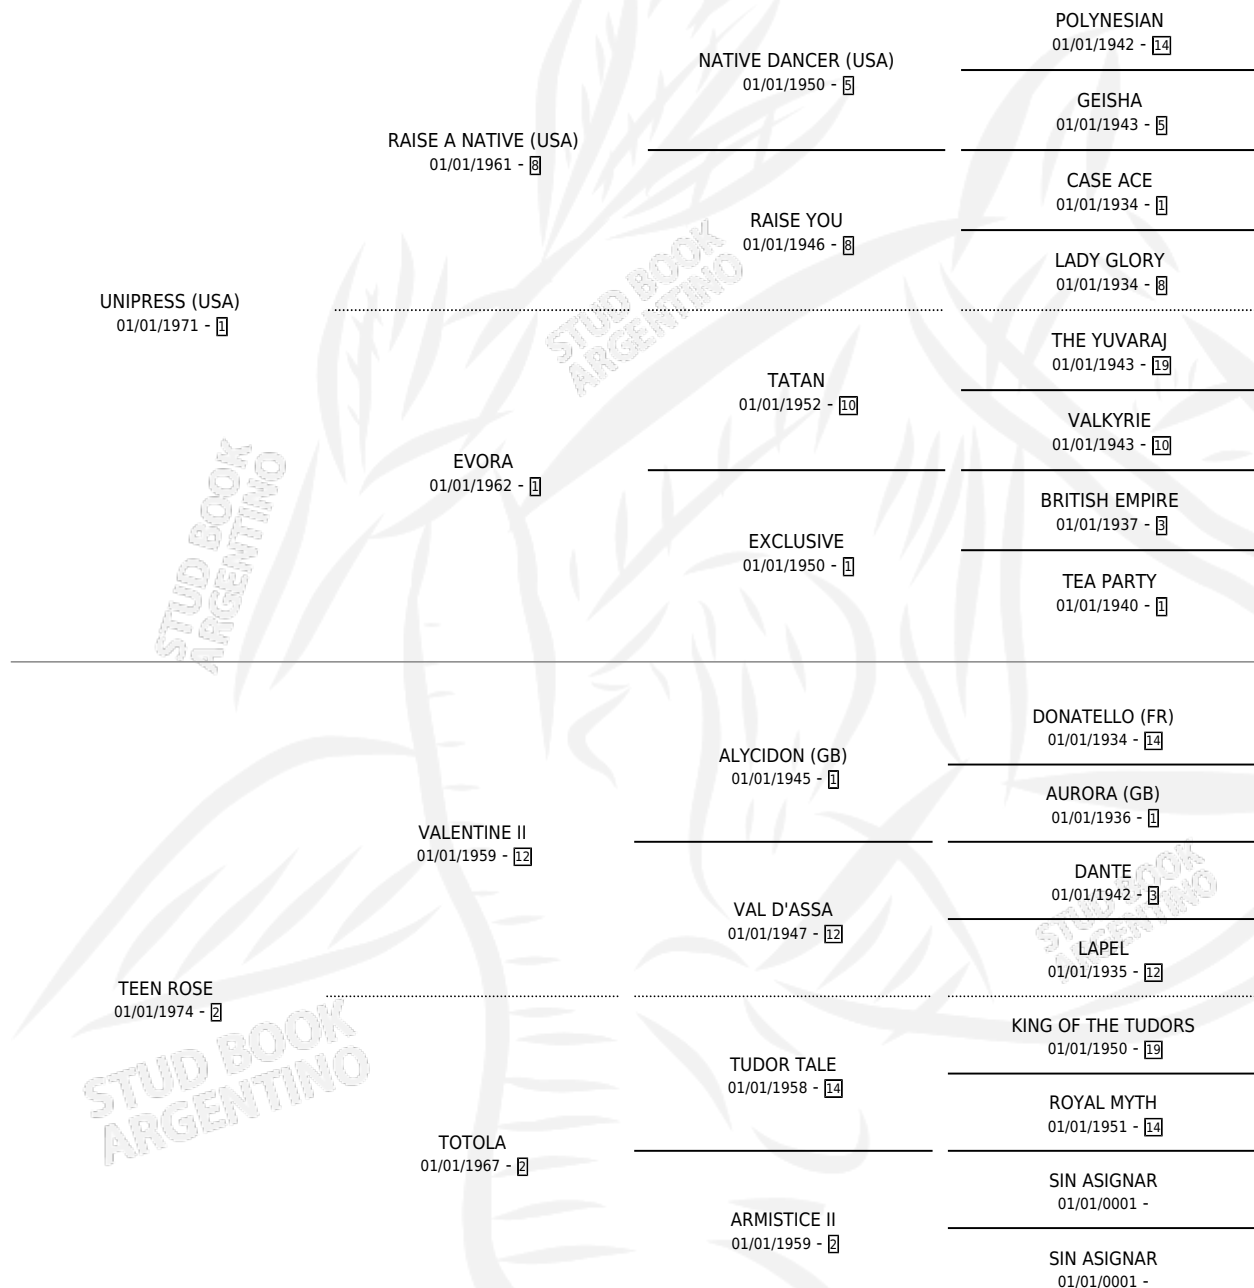 POLYNESIAN
01/01/1942 - 14
NATIVE DANCER (USA)
01/01/1950 - 5
GEISHA
01/01/1943 - 5
RAISE A NATIVE (USA)
01/01/1961 - 8
CASE ACE
01/01/1934 - 1
RAISE YOU
01/01/1946 - 8
LADY GLORY
01/01/1934 - 8
UNIPRESS (USA)
01/01/1971 - 1
THE YUVARAJ
01/01/1943 - 19
TATAN
01/01/1952 - 10
VALKYRIE
01/01/1943 - 10
EVORA
01/01/1962 - 1
BRITISH EMPIRE
01/01/1937 - 3
EXCLUSIVE
01/01/1950 - 1
TEA PARTY
01/01/1940 - 1
DONATELLO (FR)
01/01/1934 - 14
ALYCIDON (GB)
01/01/1945 - 1
AURORA (GB)
01/01/1936 - 1
VALENTINE II
01/01/1959 - 12
DANTE
01/01/1942 - 3
VAL D'ASSA
01/01/1947 - 12
LAPEL
01/01/1935 - 12
TEEN ROSE
01/01/1974 - 2
KING OF THE TUDORS
01/01/1950 - 19
TUDOR TALE
01/01/1958 - 14
ROYAL MYTH
01/01/1951 - 14
TOTOLA
01/01/1967 - 2
SIN ASIGNAR
01/01/0001 -
ARMISTICE II
01/01/1959 - 2
SIN ASIGNAR
01/01/0001 -
STUD BOOK
ARGENTINO
STUD BOOK
ARGENTINO
STUD BOOK
ARGENTINO
STUD BOOK
ARGENTINO